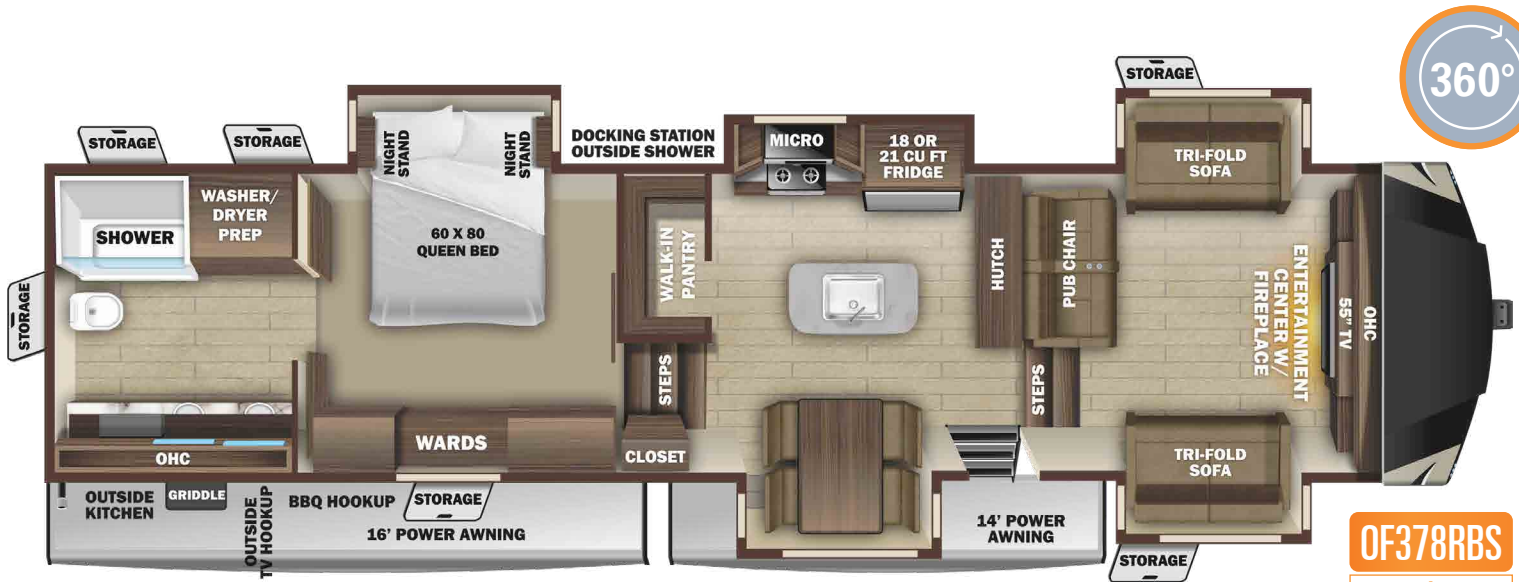 360°
STORAGE
STORAGE
STORAGE
STORAGE
SHOWER
WASHER/
DRYER
PREP
NIGHT
STAND
NIGHT
STAND
60 X 80
QUEEN BED
DOCKING STATION
OUTSIDE SHOWER
MICRO
18 OR
21 CU FT
FRIDGE
TRI-FOLD
SOFA
WALK-IN
PANTRY
HUTCH
PUB CHAIR
ENTERTAINMENT
CENTER W/
FIREPLACE
OHC
55" TV
STEPS
STEPS
OHC
WARDS
CLOSET
TRI-FOLD
SOFA
OUTSIDE
KITCHEN
GRIDDLE
OUTSIDE
TV HOOKUP
BBQ HOOKUP
STORAGE
16' POWER AWNING
14' POWER
AWNING
STORAGE
OF378RBS